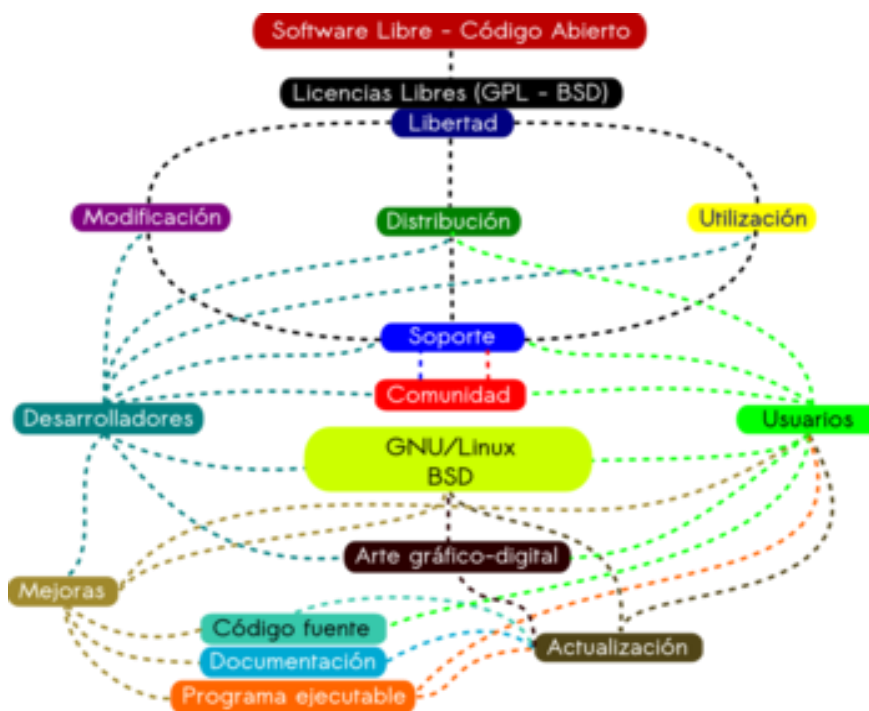 Software Libre - Código Abierto
Licencias Libres (GPL - BSD)
Libertad
Modificación
Distribución
Utilización
Soporte
Comunidad
Desarrolladores
Usuarios
GNU/Linux
BSD
Arte gráfico-digital
Mejoras
Código fuente
Actualización
Documentación
Programa ejecutable